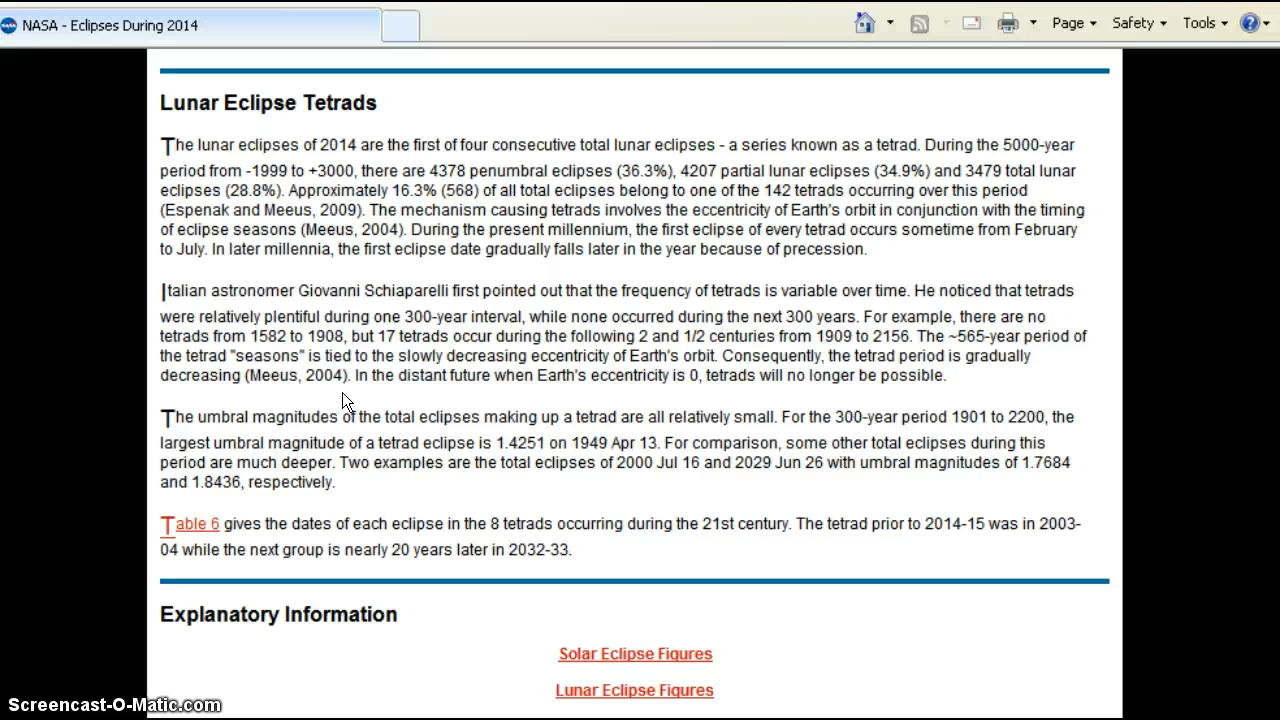 NASA - Eclipses During 2014
Page Safety Tools
Lunar Eclipse Tetrads
The lunar eclipses of 2014 are the first of four consecutive total lunar eclipses - a series known as a tetrad. During the 5000-year
period from -1999 to +3000, there are 4378 penumbral eclipses (36.3%), 4207 partial lunar eclipses (34.9%) and 3479 total lunar
eclipses (28.8%). Approximately 16.3% (568) of all total eclipses belong to one of the 142 tetrads occurring over this period
(Espenak and Meeus, 2009). The mechanism causing tetrads involves the eccentricity of Earth's orbit in conjunction with the timing
of eclipse seasons (Meeus, 2004). During the present millennium, the first eclipse of every tetrad occurs sometime from February
to July. In later millennia, the first eclipse date gradually falls later in the year because of precession.
Italian astronomer Giovanni Schiaparelli first pointed out that the frequency of tetrads is variable over time. He noticed that tetrads
were relatively plentiful during one 300-year interval, while none occurred during the next 300 years. For example, there are no
tetrads from 1582 to 1908, but 17 tetrads occur during the following 2 and 1/2 centuries from 1909 to 2156. The ~565-year period of
the tetrad "seasons" is tied to the slowly decreasing eccentricity of Earth's orbit. Consequently, the tetrad period is gradually
decreasing (Meeus, 2004). In the distant future when Earth's eccentricity is 0, tetrads will no longer be possible.
The umbral magnitudes of the total eclipses making up a tetrad are all relatively small. For the 300-year period 1901 to 2200, the
largest umbral magnitude of a tetrad eclipse is 1.4251 on 1949 Apr 13. For comparison, some other total eclipses during this
period are much deeper. Two examples are the total eclipses of 2000 Jul 16 and 2029 Jun 26 with umbral magnitudes of 1.7684
and 1.8436, respectively.
Table 6 gives the dates of each eclipse in the 8 tetrads occurring during the 21st century. The tetrad prior to 2014-15 was in 2003-
04 while the next group is nearly 20 years later in 2032-33.
Explanatory Information
Solar Eclipse Figures
Lunar Eclipse Figures
Screencast-O-Matic.com